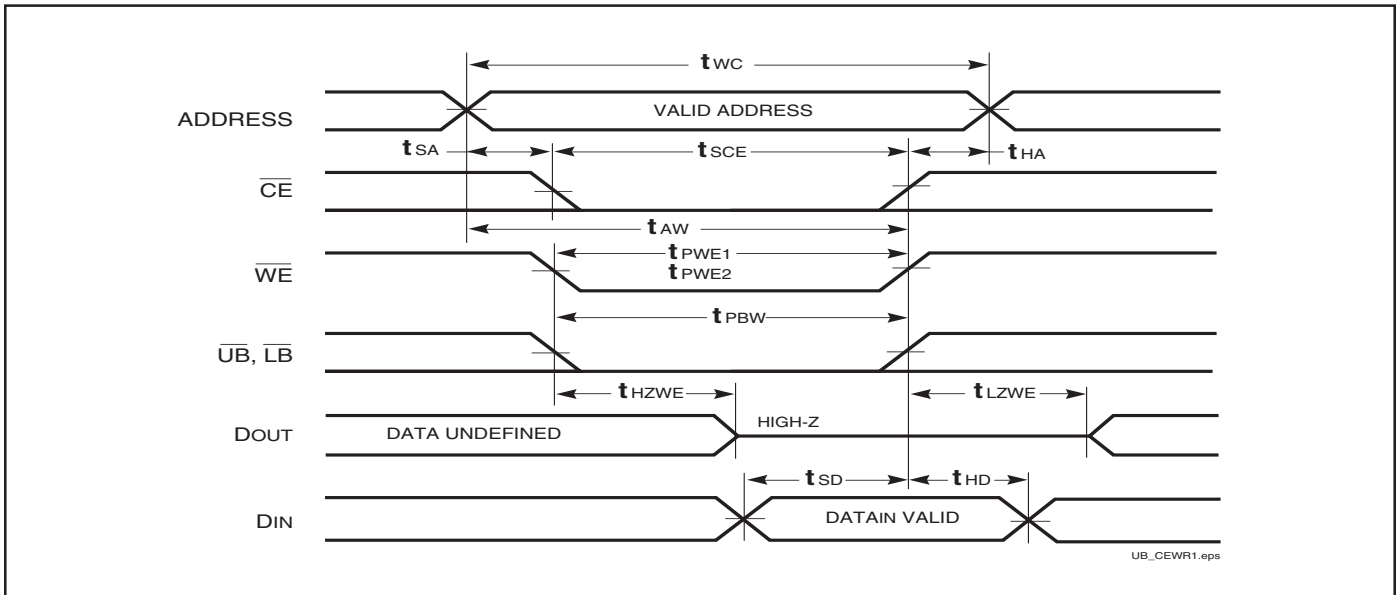 tWC
ADDRESS
VALID ADDRESS
tSA
tSCE
tHA
CE
tAW
tPWE1
WE
tPWE2
tPBW
UB, LB
tHZWE
tLZWE
DOUT
DATA UNDEFINED
HIGH-Z
tSD
tHD
DIN
DATAIN VALID
UB_CEWR1.eps